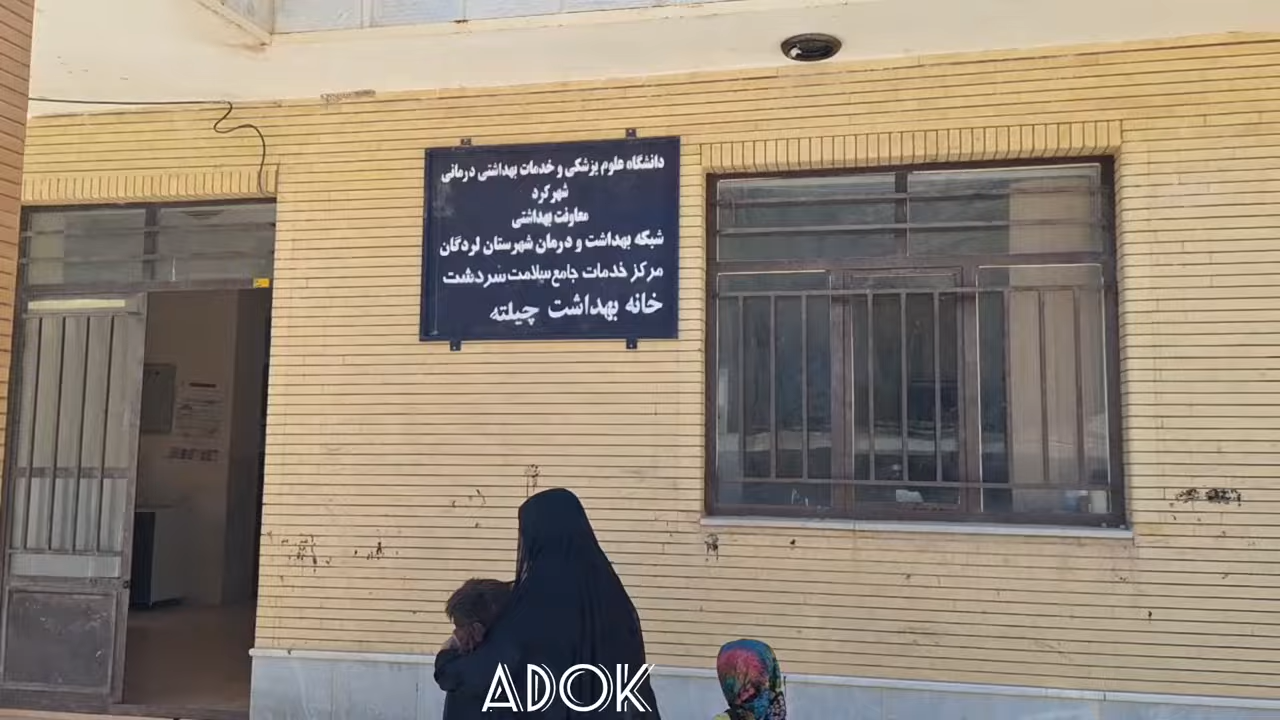 دانشگاه علوم پزشکی و خدمات بهداشتی درمانی
شهرکرد
معاونت بهداشتی
شبکه بهداشت و درمان شهرستان لردگان
مرکز خدمات جامع سلامت سردشت
خانه بهداشت چیلته
ADOK